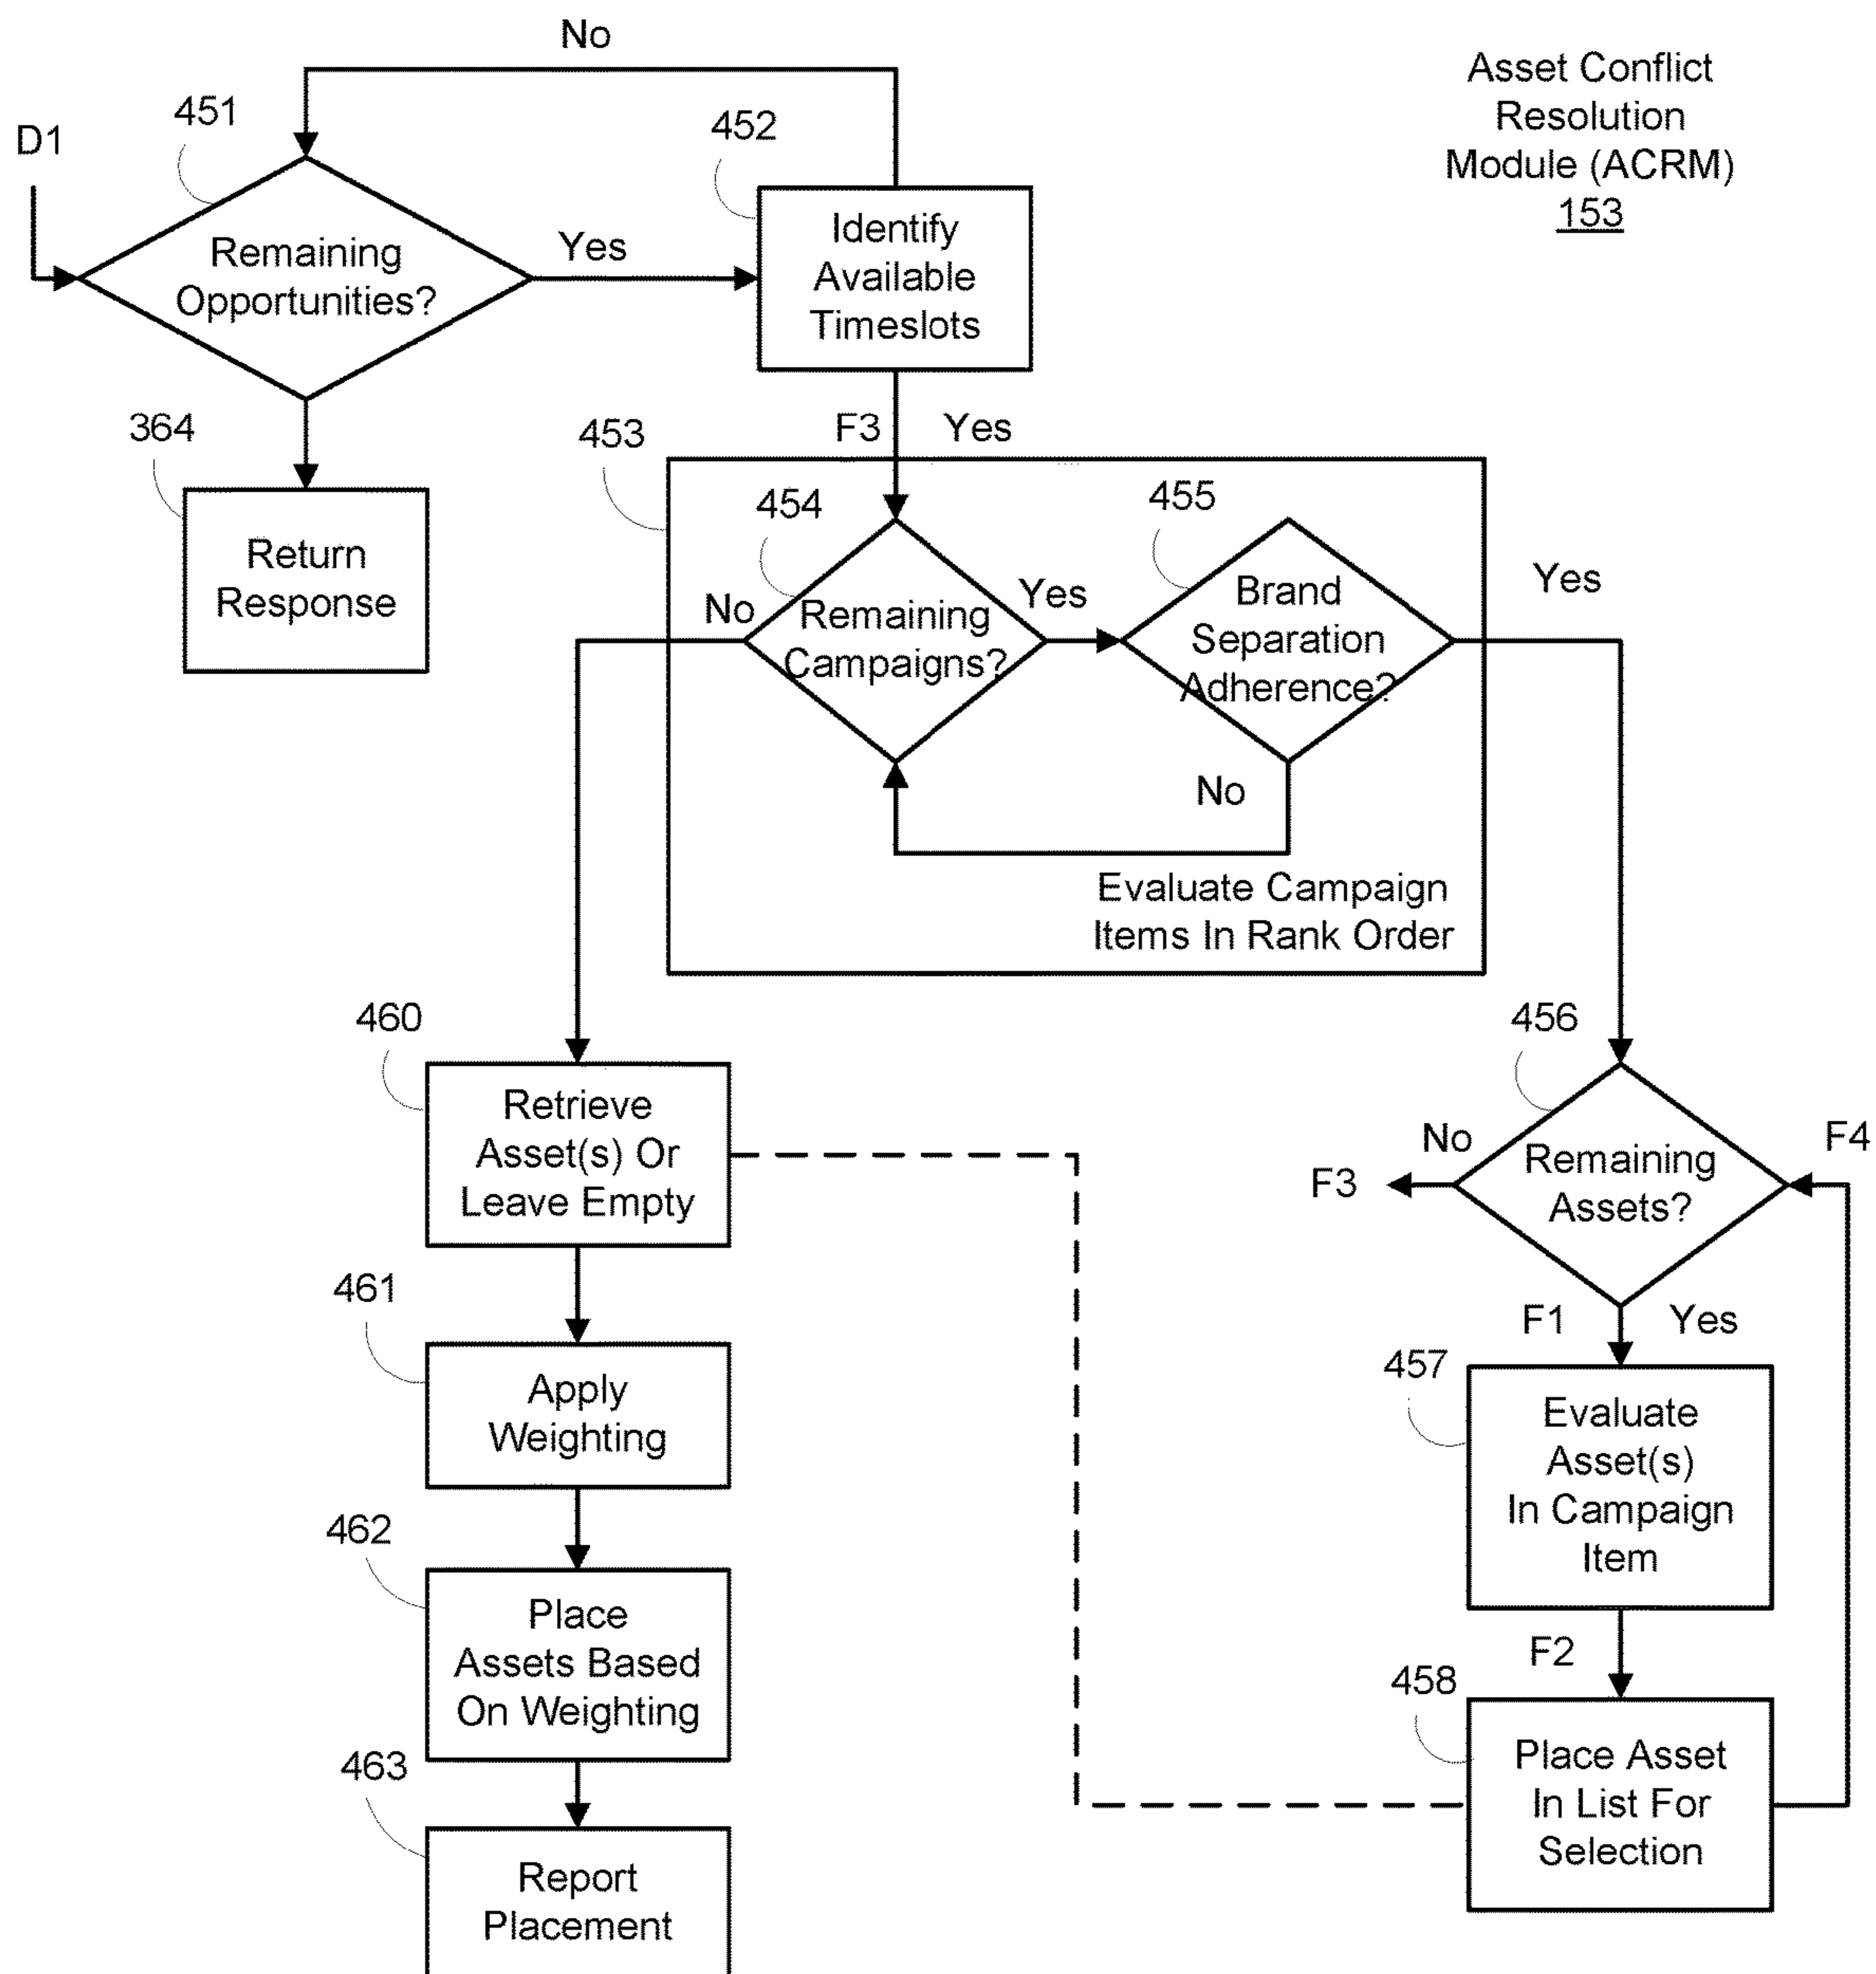 No
Asset Conflict
Resolution
Module (ACRM)
153
D1
451
452
Remaining
Opportunities?
Yes
Identify
Available
Timeslots
364
Return
Response
453
F3
Yes
454
455
No
Remaining
Campaigns?
Yes
Brand
Separation
Adherence?
Yes
No
Evaluate Campaign
Items In Rank Order
460
Retrieve
Asset(s) Or
Leave Empty
456
No
F4
F3
Remaining
Assets?
F1
Yes
461
Apply
Weighting
457
Evaluate
Asset(s)
In Campaign
Item
462
Place
Assets Based
On Weighting
F2
458
Place Asset
In List For
Selection
463
Report
Placement